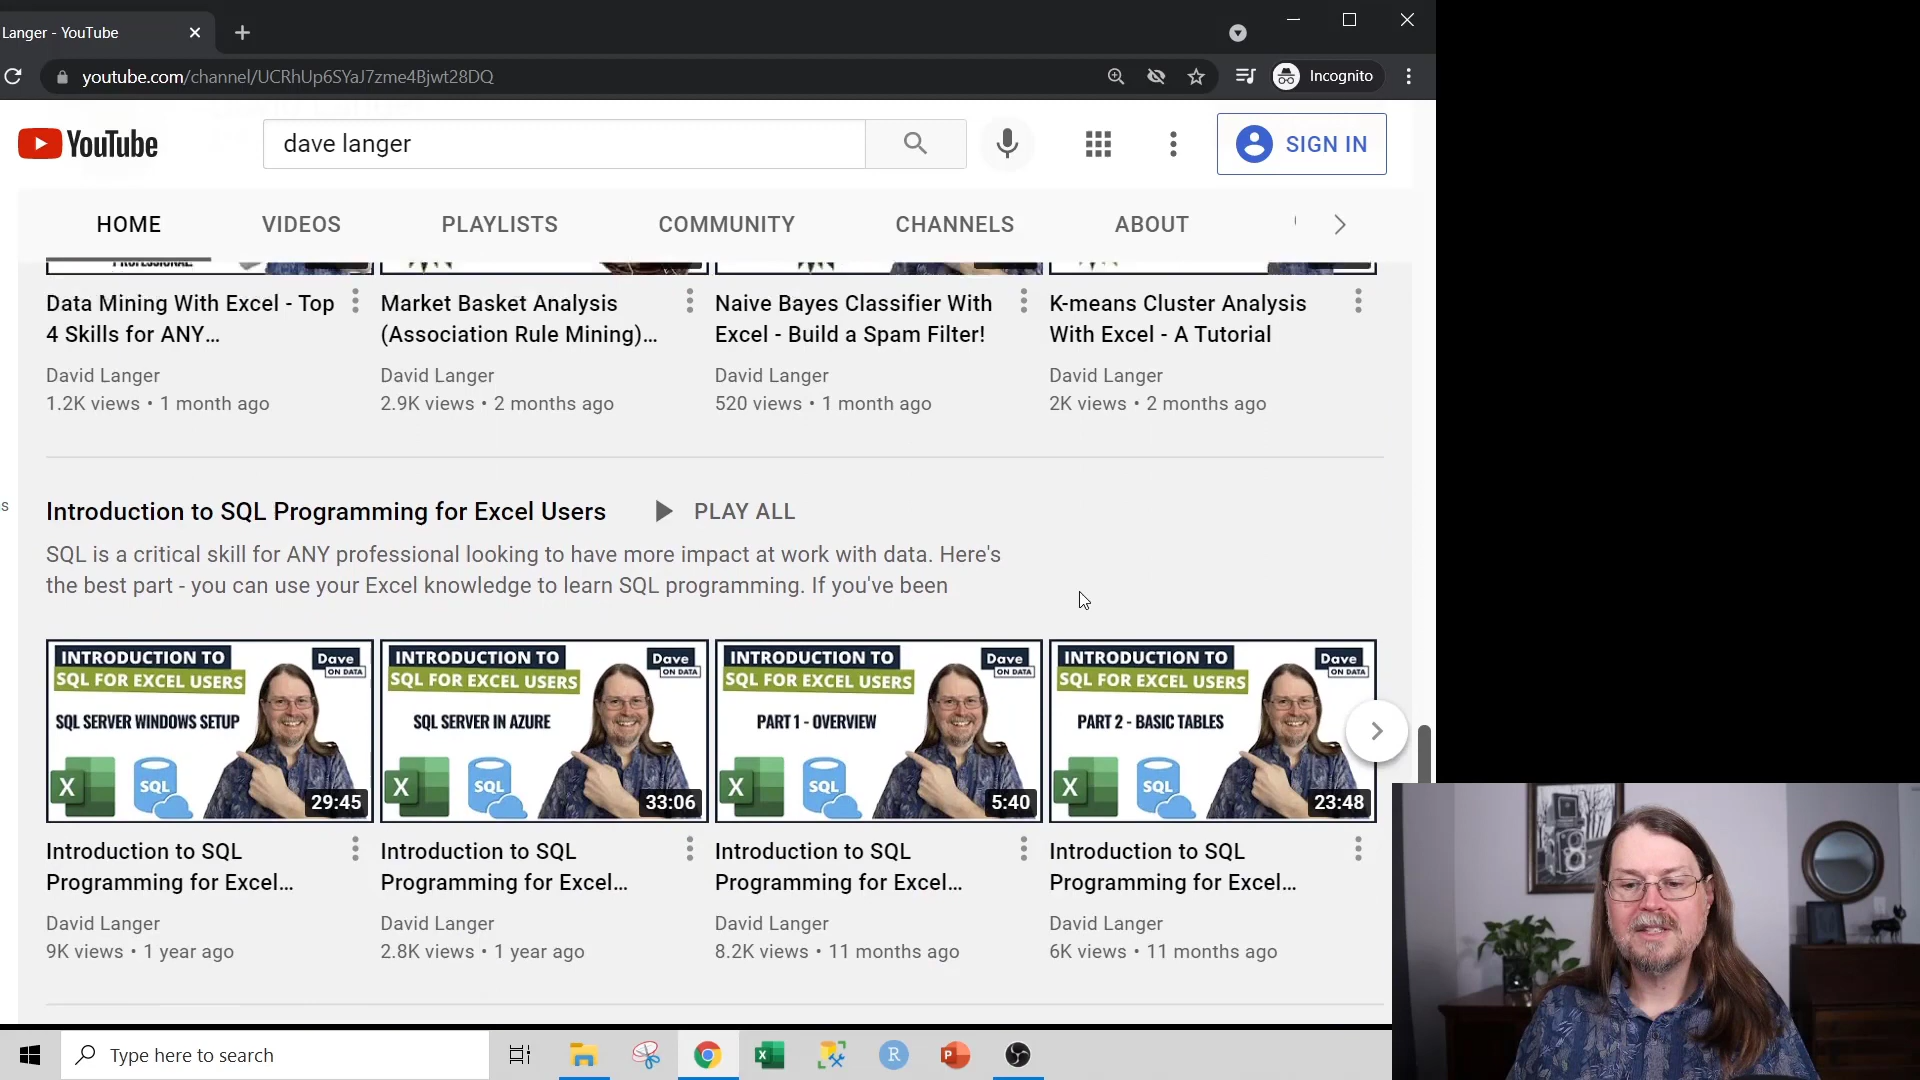 Langer - YouTube
youtube.com/channel/UCRhUp6SYaJ7zme4Bjwt28DQ
Incognito
YouTube
dave langer
SIGN IN
HOME VIDEOS PLAYLISTS COMMUNITY CHANNELS ABOUT
PROFESSIONAL
Data Mining With Excel - Top
4 Skills for ANY...
David Langer
1.2K views • 1 month ago
Market Basket Analysis
(Association Rule Mining)...
David Langer
2.9K views • 2 months ago
Naive Bayes Classifier With
Excel - Build a Spam Filter!
David Langer
520 views • 1 month ago
K-means Cluster Analysis
With Excel - A Tutorial
David Langer
2K views • 2 months ago
s
Introduction to SQL Programming for Excel Users
PLAY ALL
SQL is a critical skill for ANY professional looking to have more impact at work with data. Here's
the best part - you can use your Excel knowledge to learn SQL programming. If you've been
INTRODUCTION TO
SQL FOR EXCEL USERS
Dave
ON DATA
SQL SERVER WINDOWS SETUP
X
SQL
29:45
Introduction to SQL
Programming for Excel...
David Langer
9K views • 1 year ago
INTRODUCTION TO
SQL FOR EXCEL USERS
Dave
ON DATA
SQL SERVER IN AZURE
X
SQL
33:06
Introduction to SQL
Programming for Excel...
David Langer
2.8K views • 1 year ago
INTRODUCTION TO
SQL FOR EXCEL USERS
Dave
ON DATA
PART 1 - OVERVIEW
X
SQL
5:40
Introduction to SQL
Programming for Excel...
David Langer
8.2K views • 11 months ago
INTRODUCTION TO
SQL FOR EXCEL USERS
Dave
ON DATA
PART 2 - BASIC TABLES
X
SQL
23:48
Introduction to SQL
Programming for Excel...
David Langer
6K views • 11 months ago
Type here to search
X
R
P